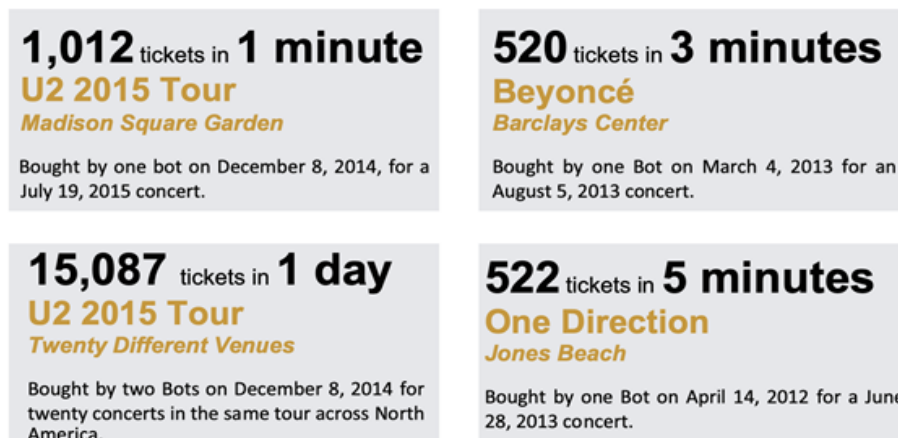 1,012 tickets in 1 minute
U2 2015 Tour
Madison Square Garden
Bought by one bot on December 8, 2014, for a
July 19, 2015 concert.
520 tickets in 3 minutes
Beyoncé
Barclays Center
Bought by one Bot on March 4, 2013 for an
August 5, 2013 concert.
15,087 tickets in 1 day
U2 2015 Tour
Twenty Different Venues
Bought by two Bots on December 8, 2014 for
twenty concerts in the same tour across North
America.
522 tickets in 5 minutes
One Direction
Jones Beach
Bought by one Bot on April 14, 2012 for a June
28, 2013 concert.